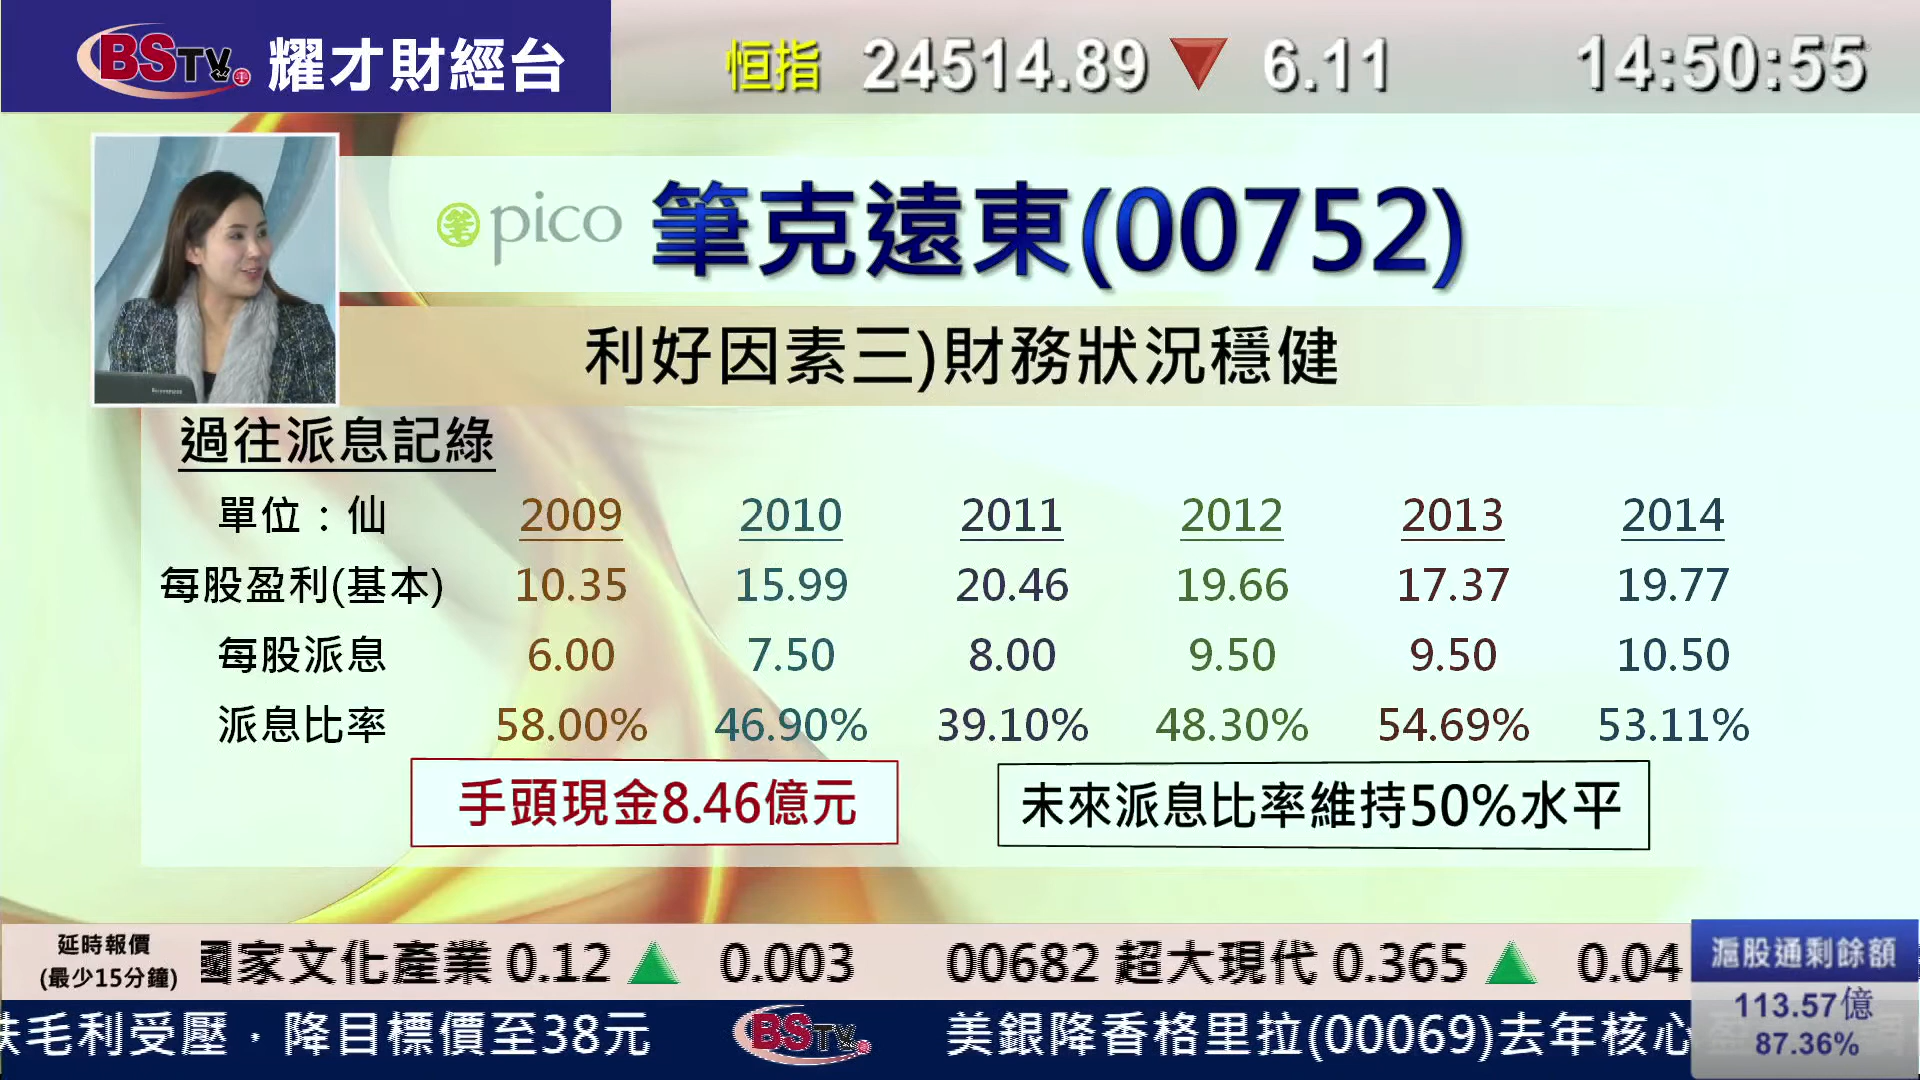 BSTV 耀才財經台
恒指 24514.89 ▼ 6.11
14:50:55
pico 筆克遠東(00752)
利好因素三)財務狀況穩健
過往派息記綠
單位：仙 2009 2010 2011 2012 2013 2014
每股盈利(基本) 10.35 15.99 20.46 19.66 17.37 19.77
每股派息 6.00 7.50 8.00 9.50 9.50 10.50
派息比率 58.00% 46.90% 39.10% 48.30% 54.69% 53.11%
手頭現金8.46億元
未來派息比率維持50%水平
延時報價
(最少15分鐘)
國家文化產業 0.12 ▲ 0.003 00682 超大現代 0.365 ▲ 0.04
滬股通剩餘額
113.57億
87.36%
毛利受壓，降目標價至38元 BSTV 美銀降香格里拉(00069)去年核心